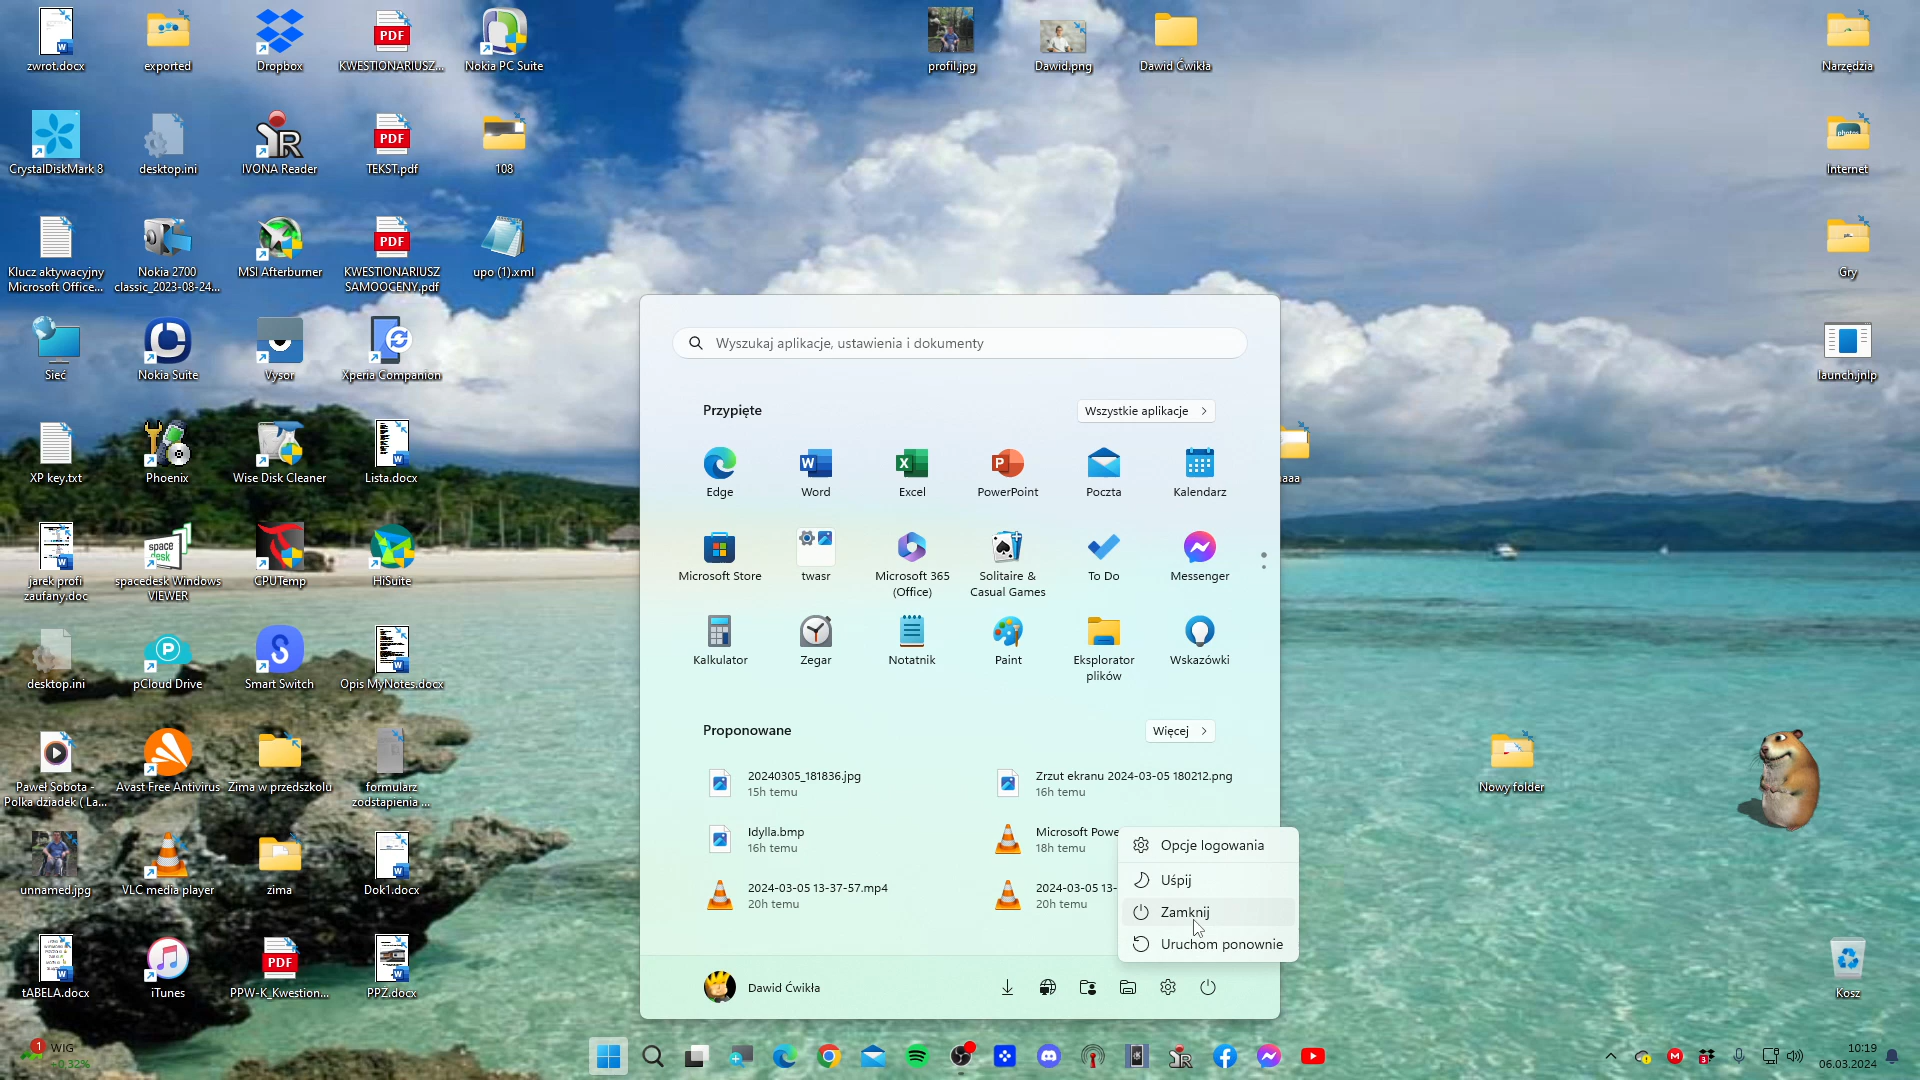 zwrot.docx
exported
Dropbox
KWESTIONARIUSZ...
Nokia PC Suite
profil.jpg
Dawid.png
Dawid Ćwikła
Narzędzia
CrystalDiskMark 8
desktop.ini
IVONA Reader
TEKST.pdf
108
Internet
Klucz aktywacyjny
Microsoft Office...
Nokia 2700
classic_2023-08-24...
MSI Afterburner
KWESTIONARIUSZ
SAMOOCENY.pdf
upo (1).xml
Gry
Sieć
Nokia Suite
Vysor
Xperia Companion
launch.jnlp
XP key.txt
Phoenix
Wise Disk Cleaner
Lista.docx
jarek profi
zaufany.doc
spacedesk Windows
VIEWER
CPUTemp
HiSuite
desktop.ini
pCloud Drive
Smart Switch
Opis MyNotes.docx
Paweł Sobota -
Polka dziadek ( La...
Avast Free Antivirus
Zima w przedszkolu
formularz
zodstapienia ...
Nowy folder
unnamed.jpg
VLC media player
zima
Dok1.docx
tABELA.docx
iTunes
PPW-K_Kwestion...
PPZ.docx
Kosz
Wyszukaj aplikacje, ustawienia i dokumenty
Przypięte
Wszystkie aplikacje
Edge
Word
Excel
PowerPoint
Poczta
Kalendarz
Microsoft Store
twasr
Microsoft 365
(Office)
Solitaire &
Casual Games
To Do
Messenger
Kalkulator
Zegar
Notatnik
Paint
Eksplorator
plików
Wskazówki
Proponowane
Więcej
20240305_181836.jpg
15h temu
Zrzut ekranu 2024-03-05 180212.png
16h temu
Idylla.bmp
16h temu
Microsoft Powe
18h temu
2024-03-05 13-37-57.mp4
20h temu
2024-03-05 13-
20h temu
Opcje logowania
Uśpij
Zamknij
Uruchom ponownie
Dawid Ćwikła
1
WIG
10:19
06.03.2024